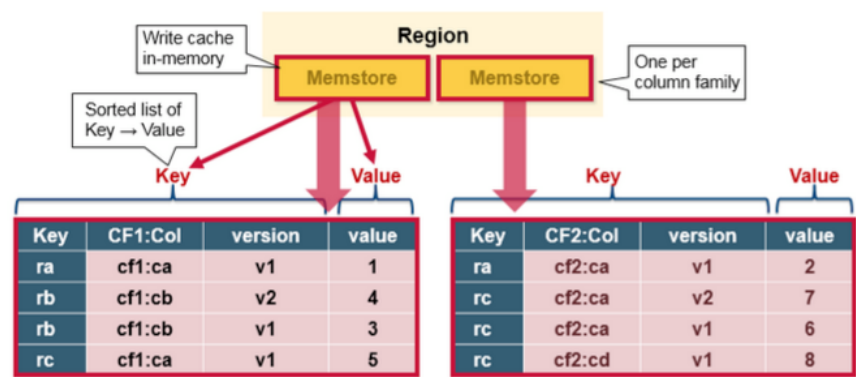 Region
Write cache
in-memory
Memstore
Memstore
One per
column family
Sorted list of
Key → Value
Key
Value
Key CF1:Col version value
ra cf1:ca v1 1
rb cf1:cb v2 4
rb cf1:cb v1 3
rc cf1:ca v1 5
Key
Value
Key CF2:Col version value
ra cf2:ca v1 2
rc cf2:ca v2 7
rc cf2:ca v1 6
rc cf2:cd v1 8